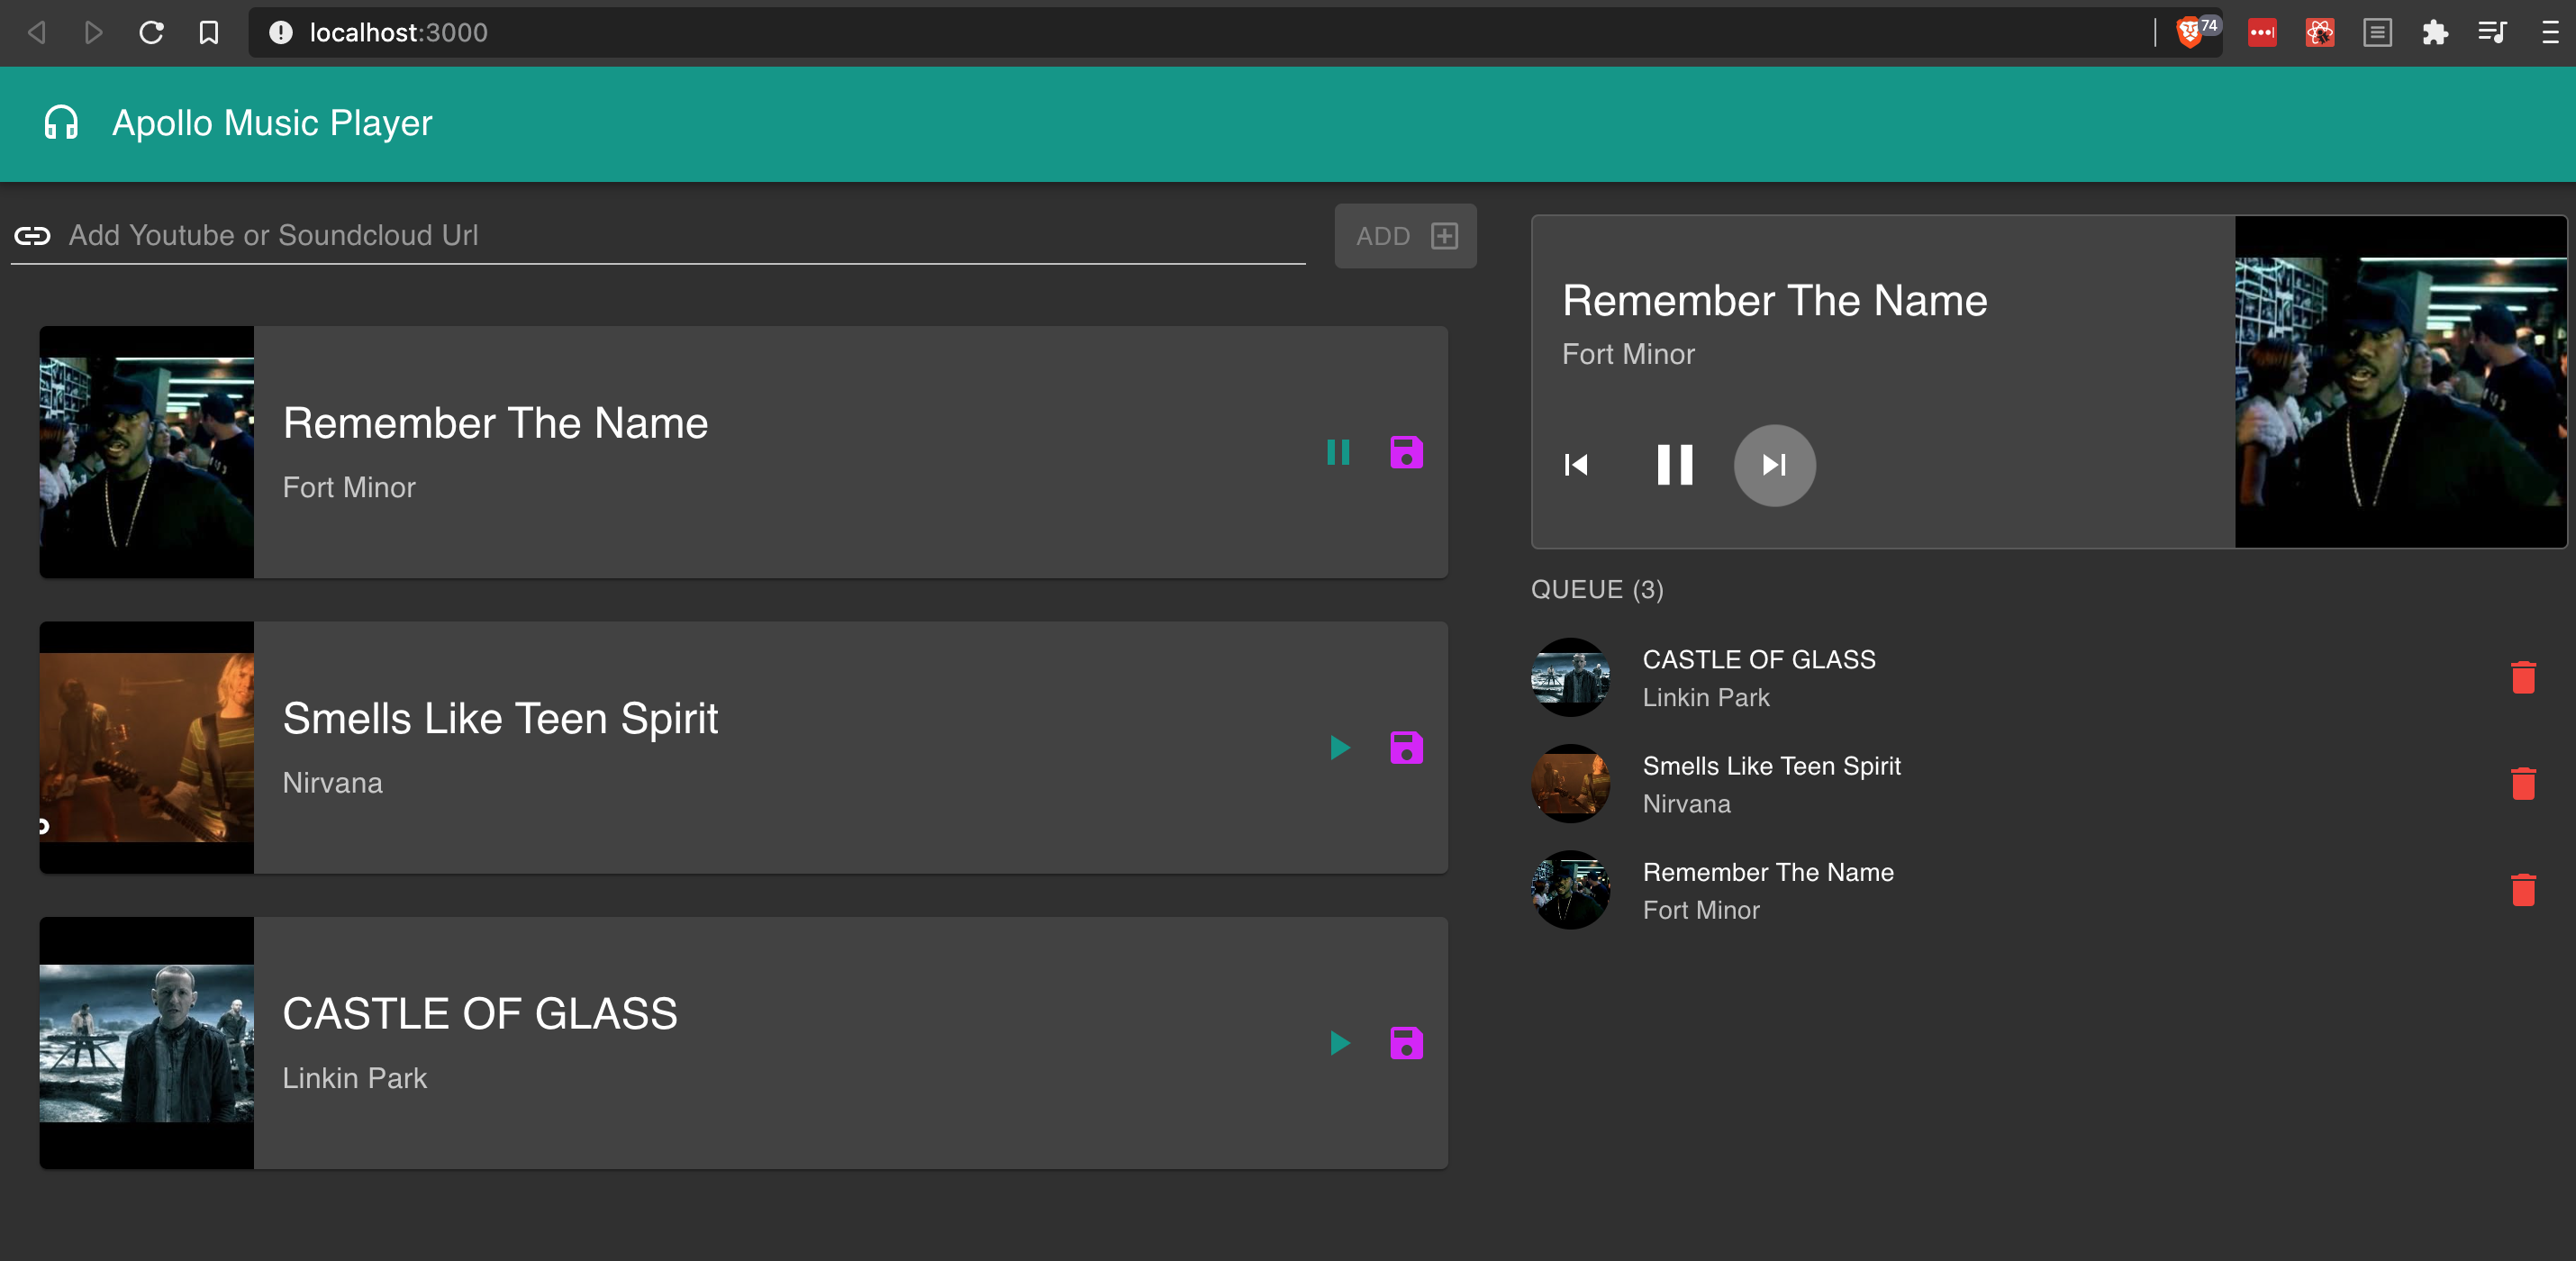 localhost:3000
74
Apollo Music Player
Add Youtube or Soundcloud Url
ADD
Remember The Name
Fort Minor
Smells Like Teen Spirit
Nirvana
CASTLE OF GLASS
Linkin Park
Remember The Name
Fort Minor
QUEUE (3)
CASTLE OF GLASS
Linkin Park
Smells Like Teen Spirit
Nirvana
Remember The Name
Fort Minor